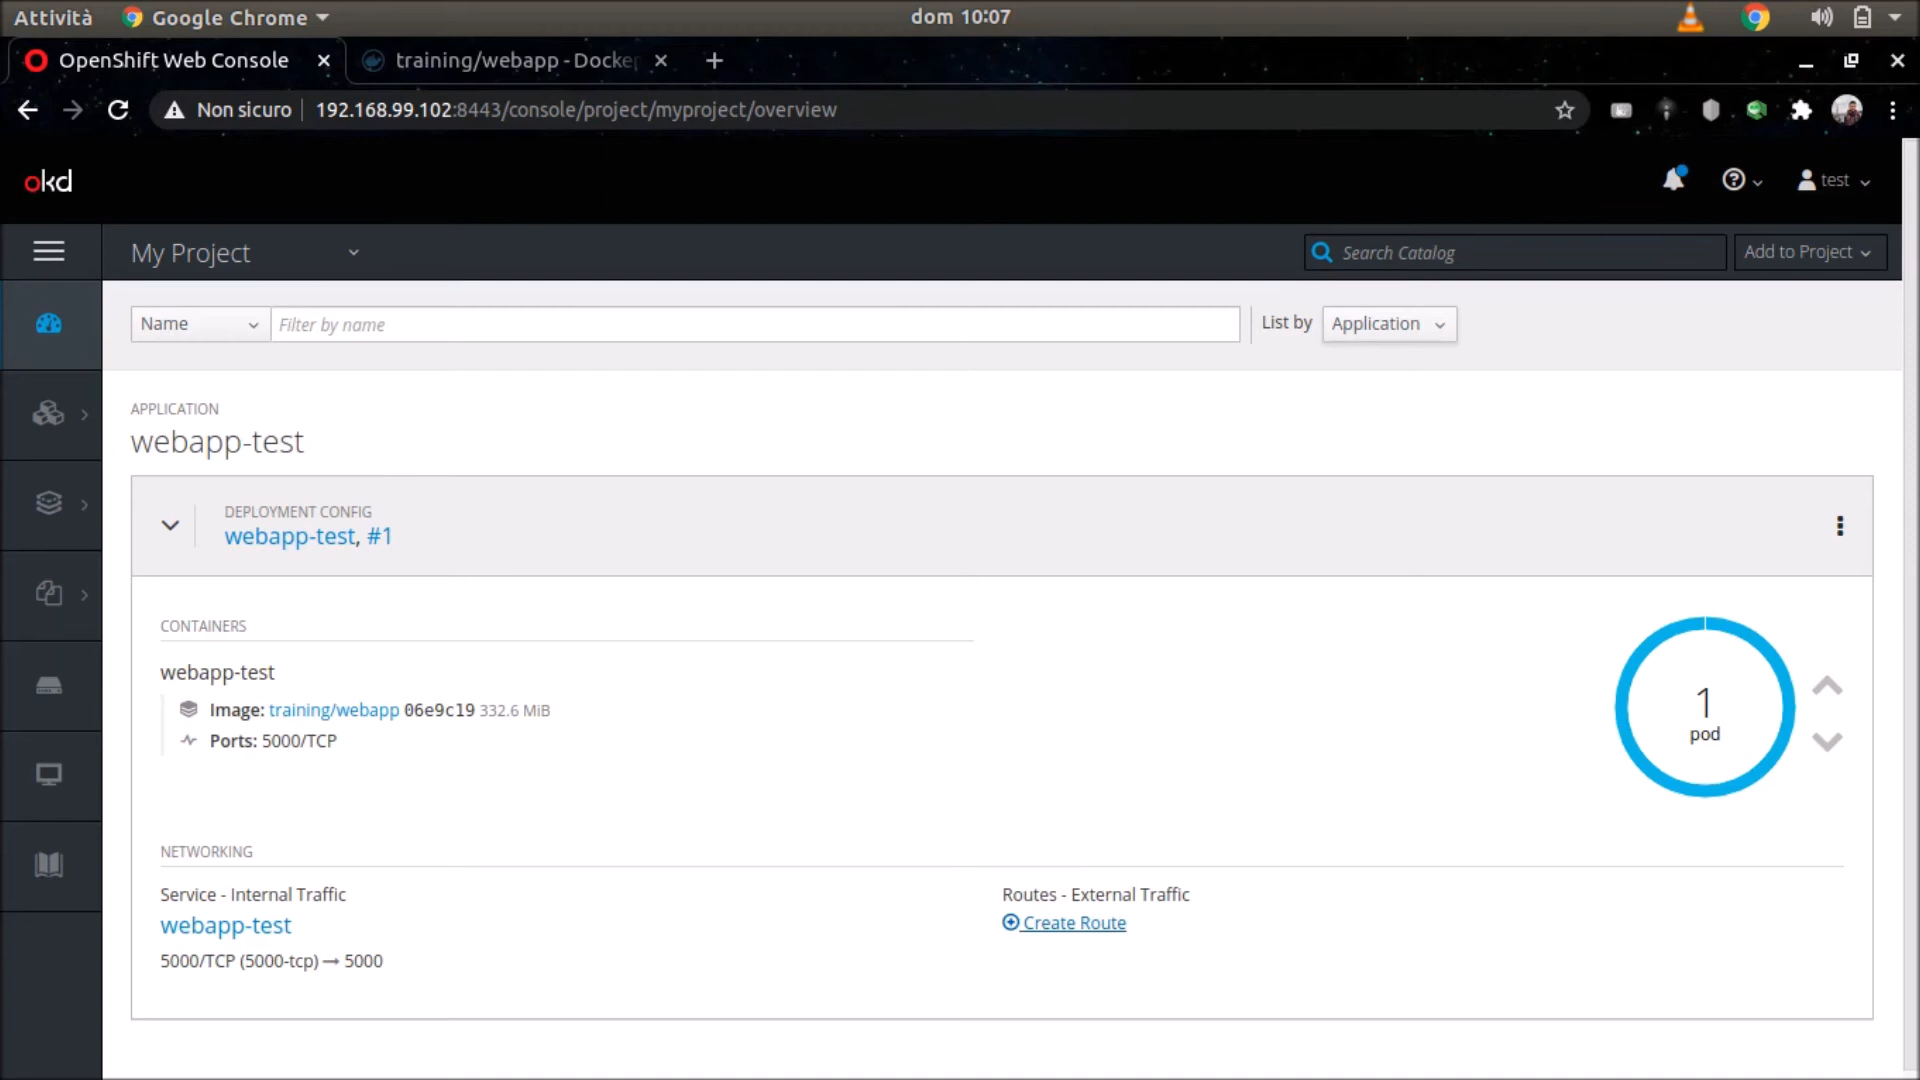 Attività
Google Chrome
dom 10:07
OpenShift Web Console
training/webapp - Docker
Non sicuro
192.168.99.102:8443/console/project/myproject/overview
okd
test
My Project
Search Catalog
Add to Project
Name
Filter by name
List by
Application
APPLICATION
webapp-test
DEPLOYMENT CONFIG
webapp-test, #1
CONTAINERS
webapp-test
Image: training/webapp 06e9c19 332.6 MiB
Ports: 5000/TCP
1
pod
NETWORKING
Service - Internal Traffic
webapp-test
5000/TCP (5000-tcp) → 5000
Routes - External Traffic
Create Route